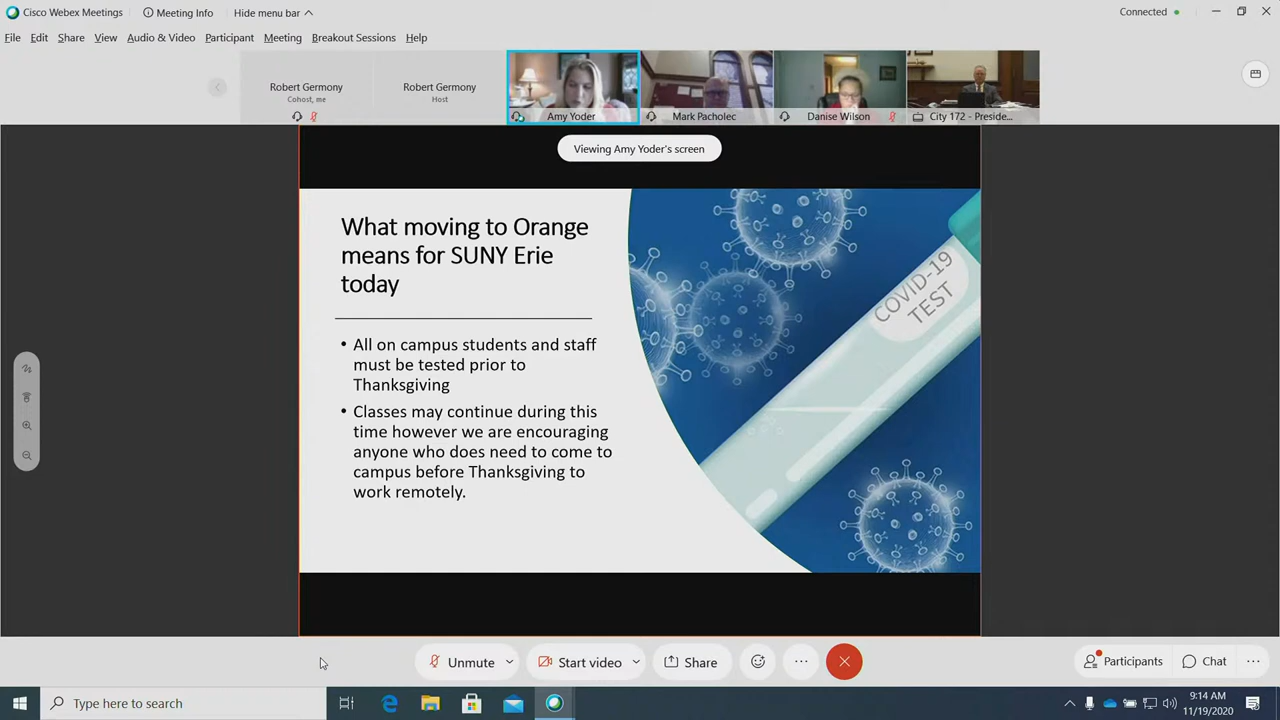 Cisco Webex Meetings
Meeting Info
Hide menu bar
Connected
File Edit Share View Audio & Video Participant Meeting Breakout Sessions Help
Robert Germony
Cohost, me
Robert Germony
Host
Amy Yoder
Mark Pacholec
Danise Wilson
City 172 - Preside...
Viewing Amy Yoder's screen
What moving to Orange
means for SUNY Erie
today
• All on campus students and staff
must be tested prior to
Thanksgiving
• Classes may continue during this
time however we are encouraging
anyone who does need to come to
campus before Thanksgiving to
work remotely.
COVID-19
TEST
Unmute
Start video
Share
Participants
Chat
Type here to search
9:14 AM
11/19/2020